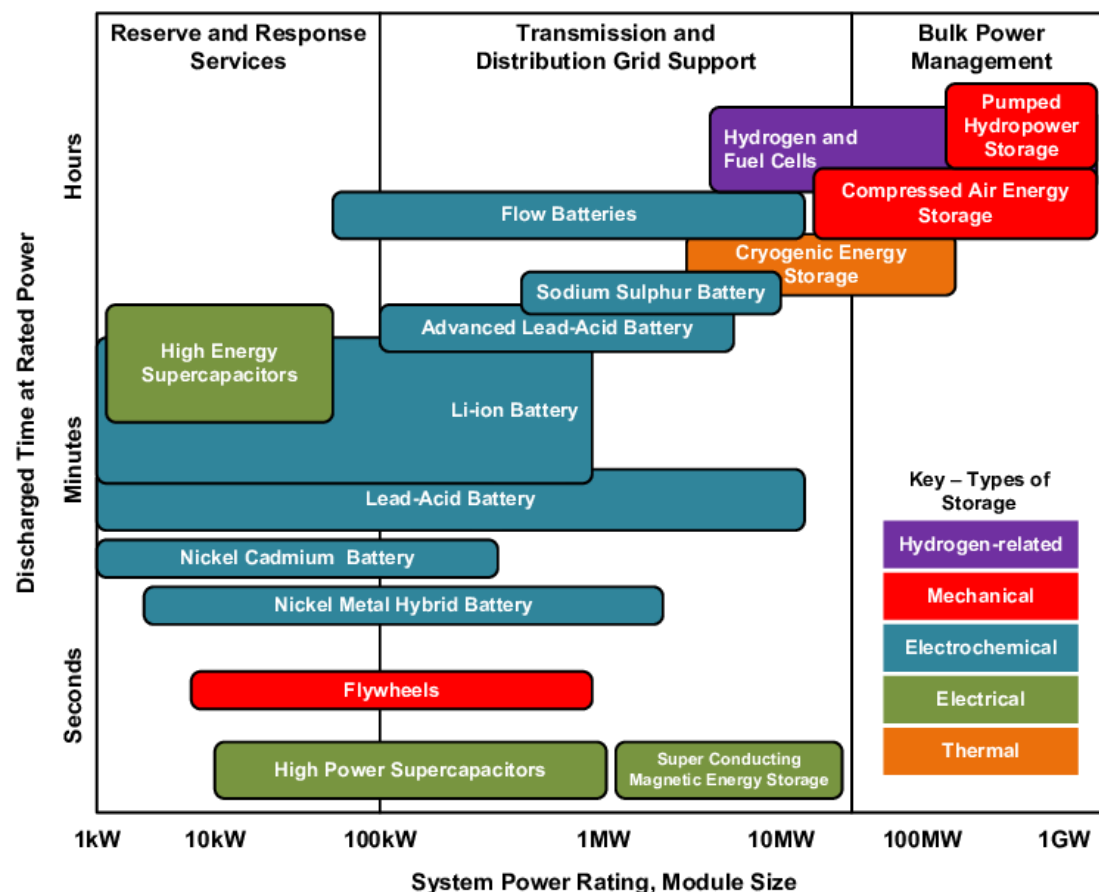 Reserve and Response
Services
Transmission and
Distribution Grid Support
Bulk Power
Management
Discharged Time at Rated Power
Hours
Minutes
Seconds
Pumped
Hydropower
Storage
Hydrogen and
Fuel Cells
Compressed Air Energy
Storage
Flow Batteries
Cryogenic Energy
Storage
Sodium Sulphur Battery
Advanced Lead-Acid Battery
High Energy
Supercapacitors
Li-ion Battery
Lead-Acid Battery
Nickel Cadmium Battery
Nickel Metal Hybrid Battery
Flywheels
High Power Supercapacitors
Super Conducting
Magnetic Energy Storage
Key – Types of
Storage
Hydrogen-related
Mechanical
Electrochemical
Electrical
Thermal
1kW 10kW 100kW 1MW 10MW 100MW 1GW
System Power Rating, Module Size